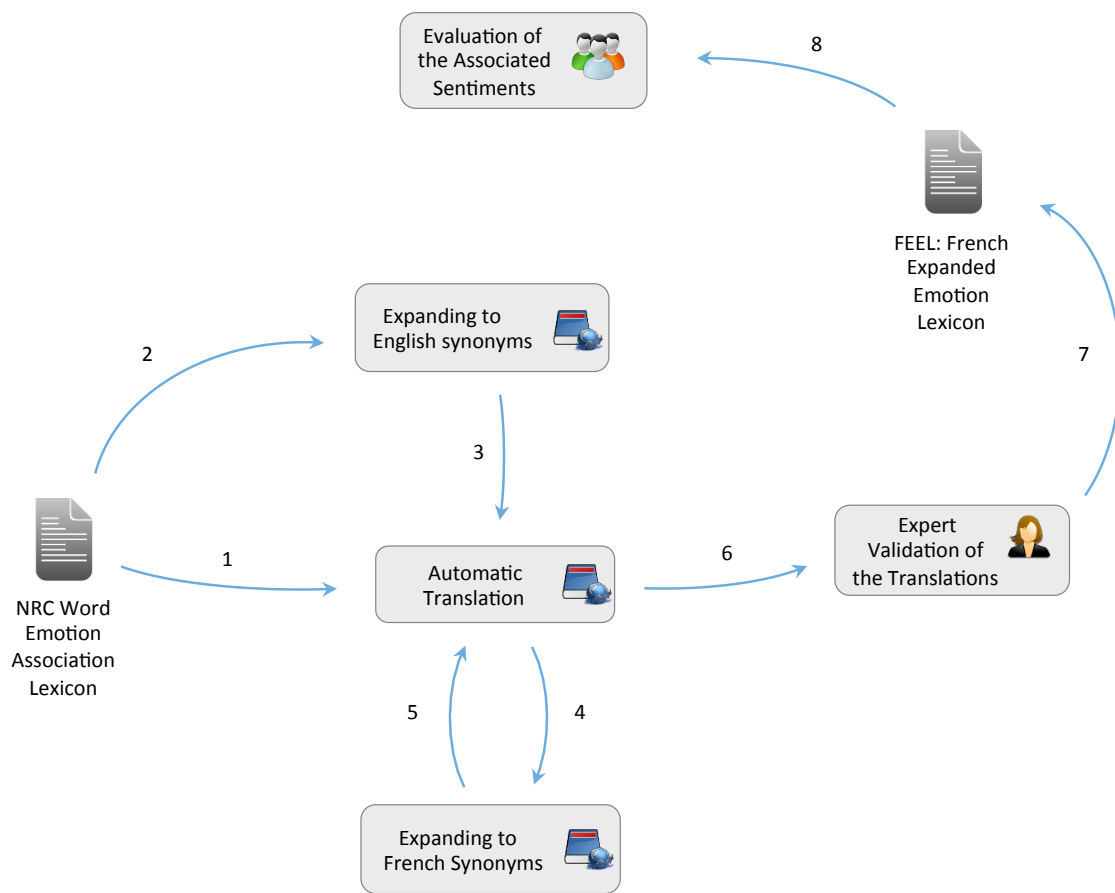 Evaluation of
the Associated
Sentiments
8
FEEL: French
Expanded
Emotion
Lexicon
Expanding to
English synonyms
2
7
3
NRC Word
Emotion
Association
Lexicon
1
Automatic
Translation
6
Expert
Validation of
the Translations
5
4
Expanding to
French Synonyms